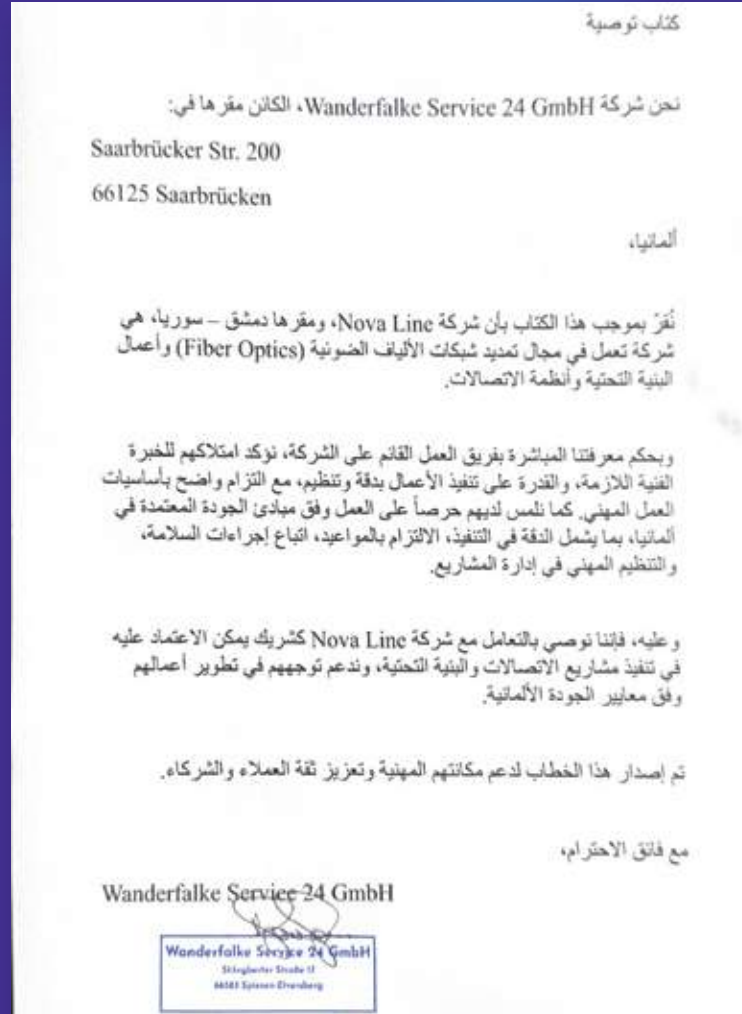 كتاب توصية
نحن شركة Wanderfalke Service 24 GmbH، الكائن مقرها في:
Saarbrücker Str. 200
66125 Saarbrücken
ألمانيا،
نُقرّ بموجب هذا الكتاب بأن شركة Nova Line، ومقرها دمشق – سوريا، هي
شركة تعمل في مجال تمديد شبكات الألياف الضوئية (Fiber Optics) وأعمال
البنية التحتية وأنظمة الاتصالات.
وبحكم معرفتنا المباشرة بفريق العمل القائم على الشركة، نؤكد امتلاكهم للخبرة
الفنية اللازمة، والقدرة على تنفيذ الأعمال بدقة وتنظيم، مع التزام واضح بأساسيات
العمل المهني. كما نلمس لديهم حرصاً على العمل وفق مبادئ الجودة المعتمدة في
ألمانيا، بما يشمل الدقة في التنفيذ، الالتزام بالمواعيد، اتباع إجراءات السلامة،
والتنظيم المهني في إدارة المشاريع.
وعليه، فإننا نوصي بالتعامل مع شركة Nova Line كشريك يمكن الاعتماد عليه
في تنفيذ مشاريع الاتصالات والبنية التحتية، وندعم توجههم في تطوير أعمالهم
وفق معايير الجودة الألمانية.
تم إصدار هذا الخطاب لدعم مكانتهم المهنية وتعزيز ثقة العملاء والشركاء.
مع فائق الاحترام،
Wanderfalke Service 24 GmbH
Wanderfalke Service 24 GmbH